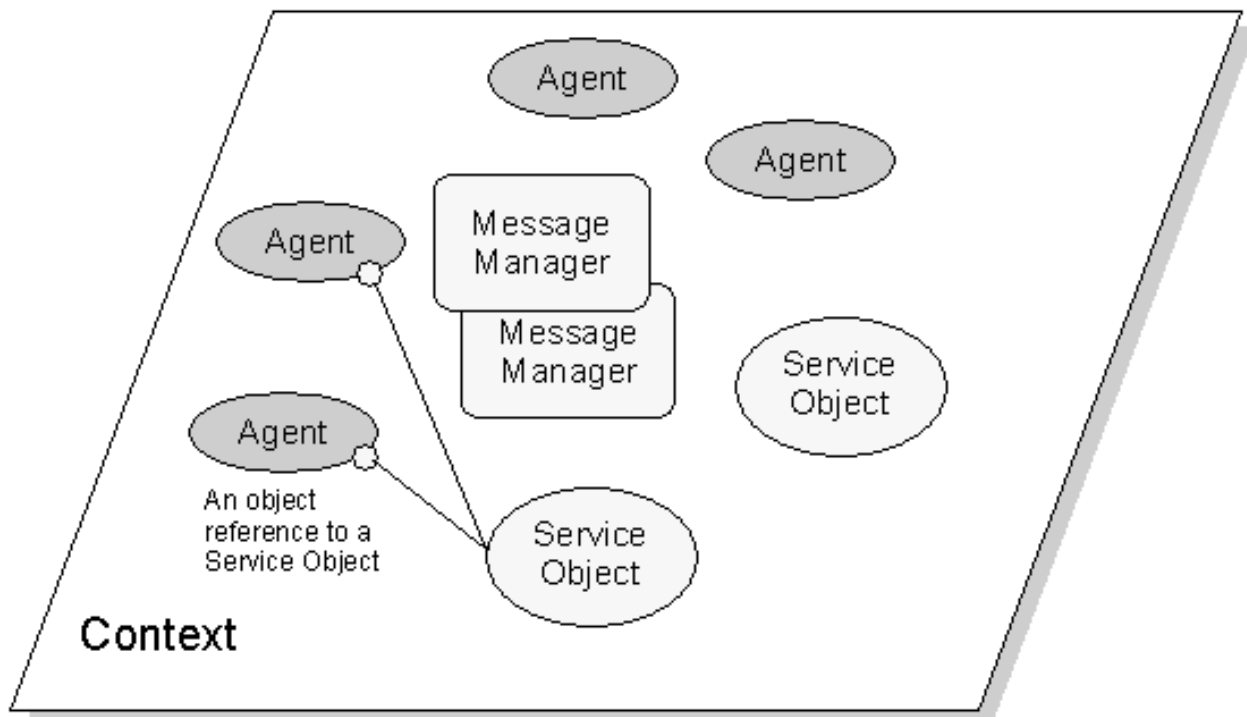 Agent
Agent
Agent
Message
Manager
Message
Manager
Service
Object
Agent
An object
reference to a
Service Object
Service
Object
Context